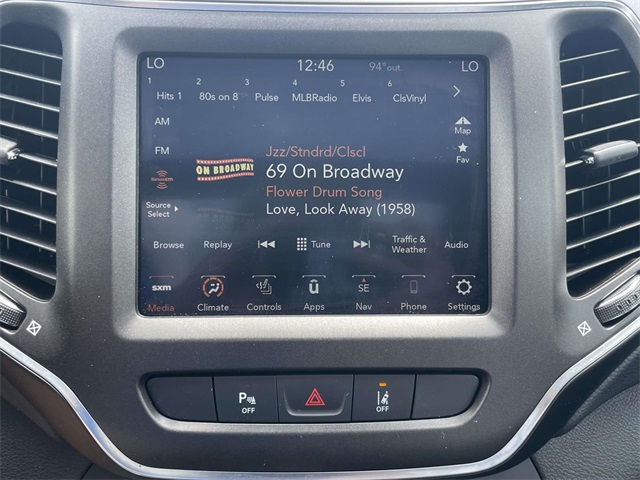 LO 12:46 94°out. LO
1 2 3 4 5 6
Hits 1 80s on 8 Pulse MLBRadio Elvis ClsVinyl
AM
Map
FM
Fav
Jzz/Stndrd/Clscl
ON BROADWAY
69 On Broadway
SiriusXM
Flower Drum Song
Source
Select
Love, Look Away (1958)
Browse Replay Tune Traffic &
Weather Audio
sxm û SE
Media Climate Controls Apps Nav Phone Settings
P OFF
OFF